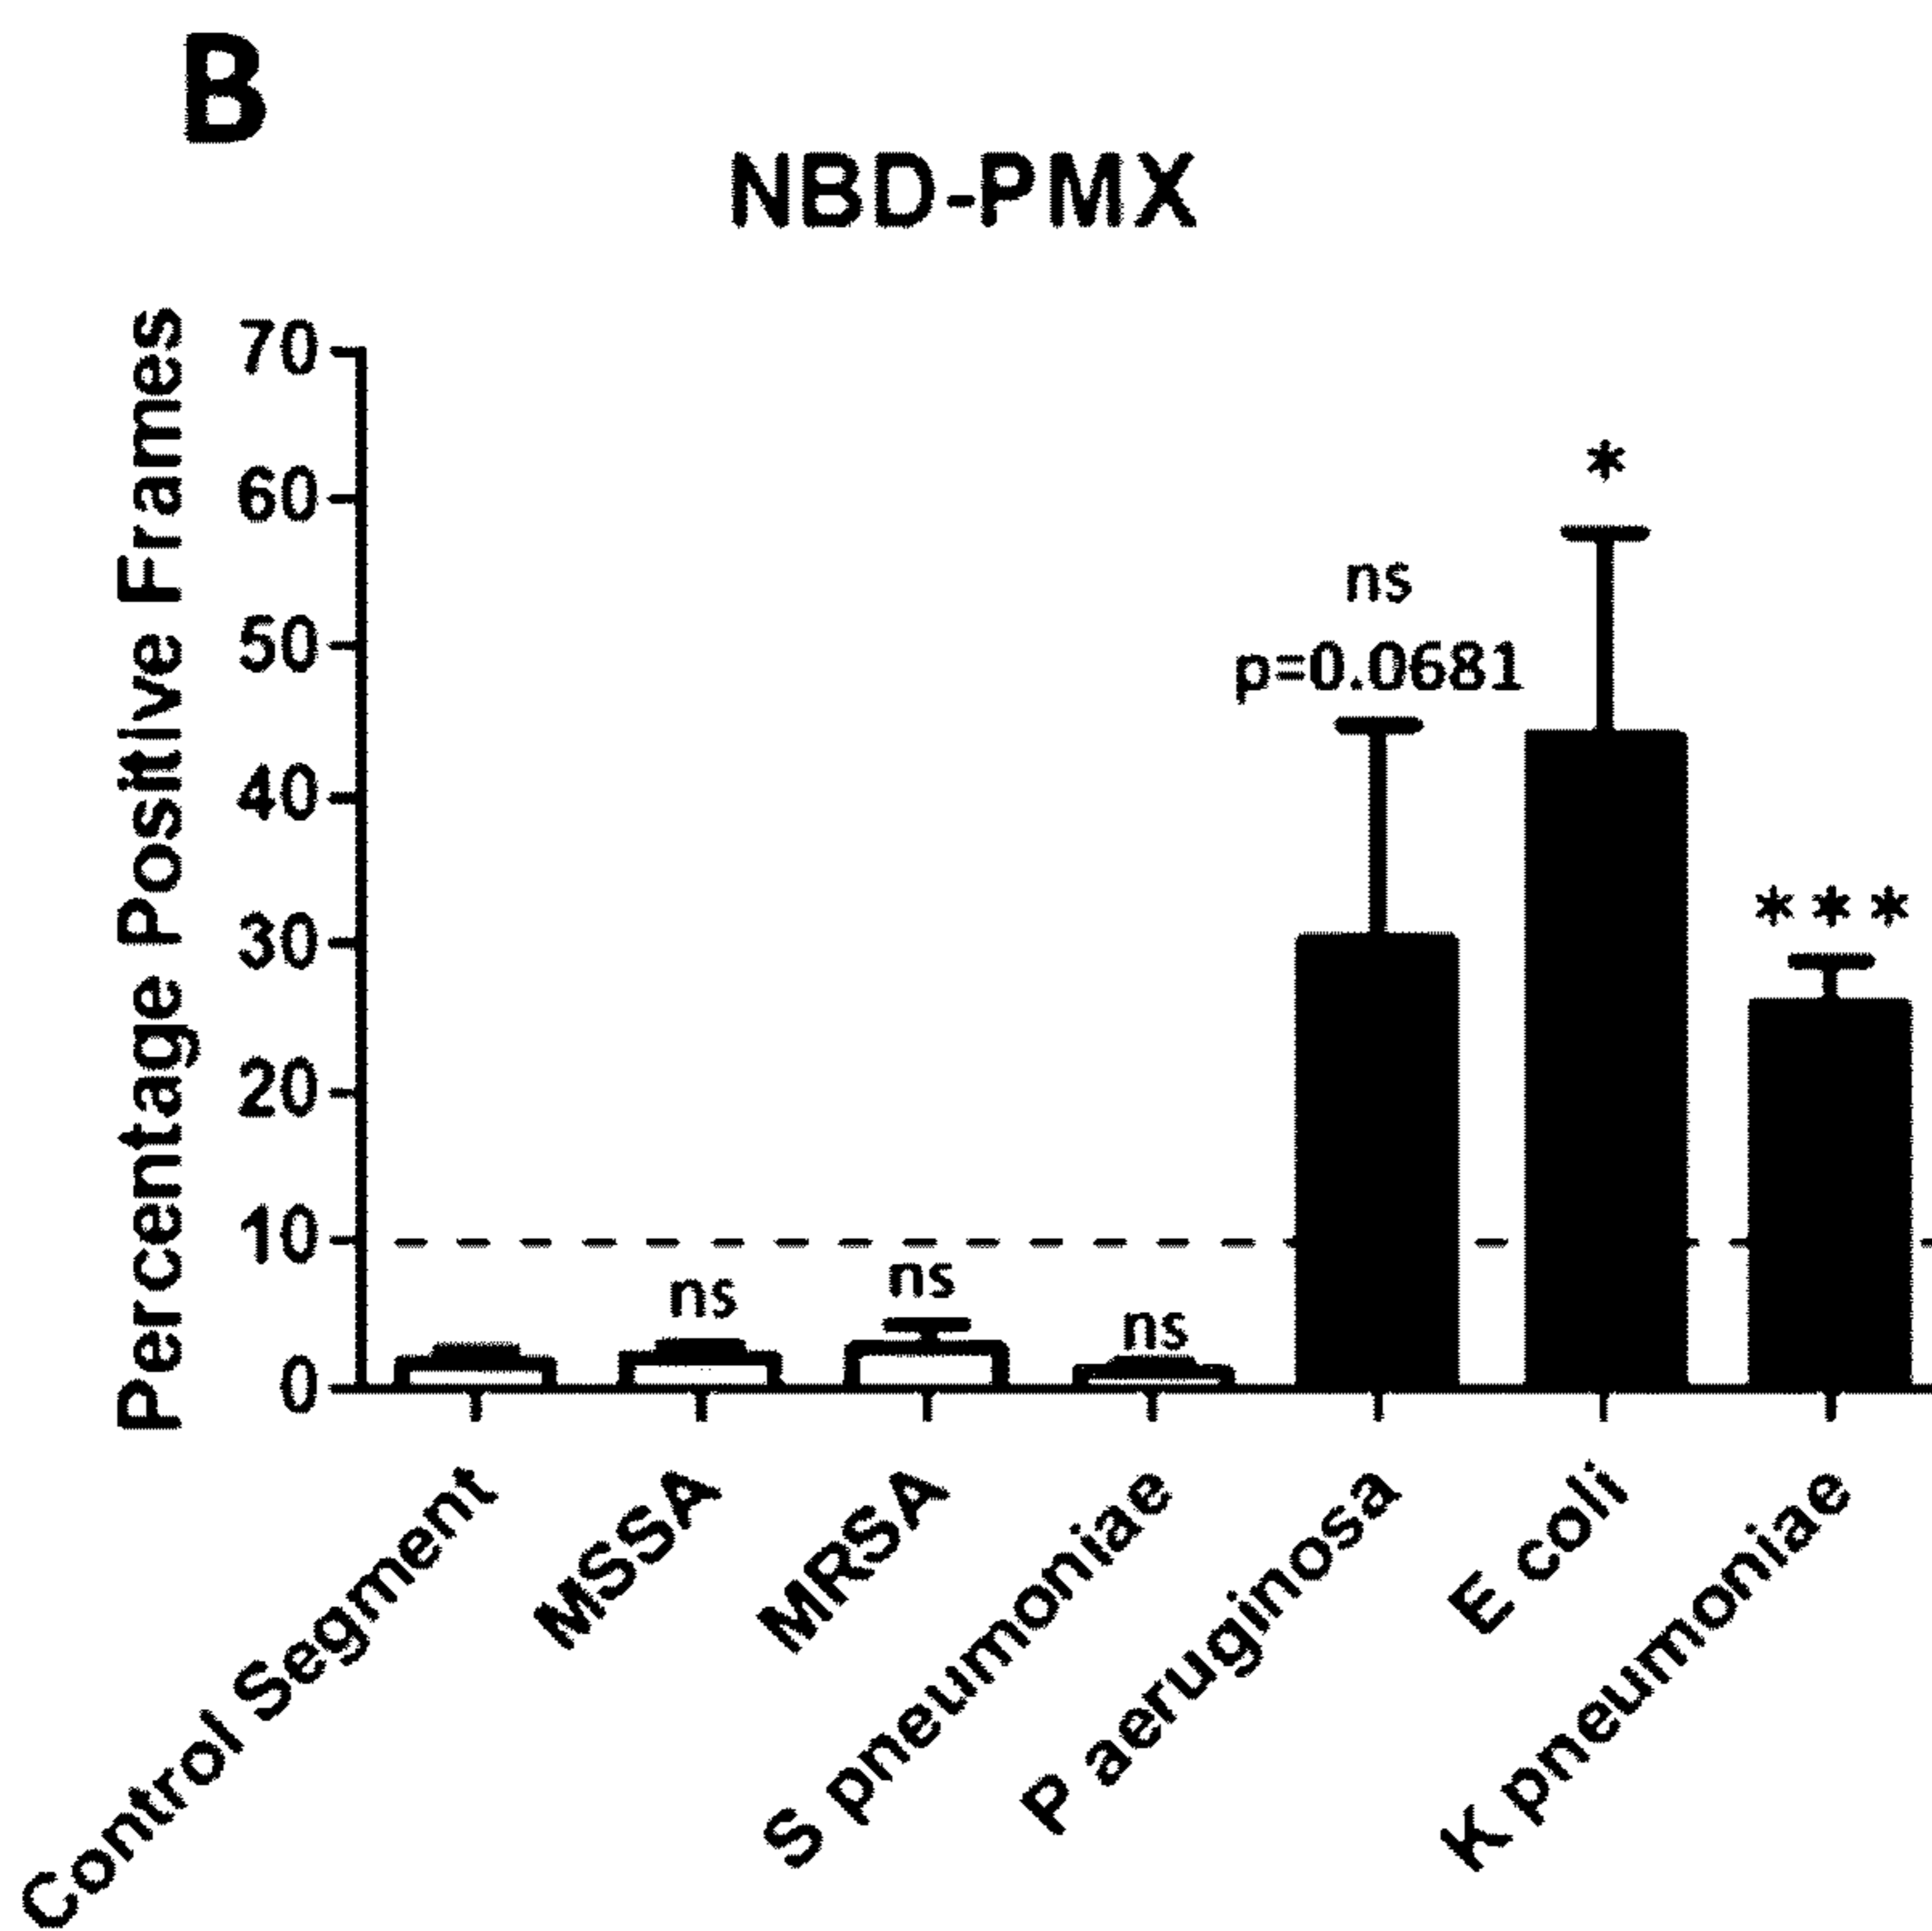 B
NBD-PMX
Percentage Positive Frames
70
60
50
40
30
20
10
0
*
ns
p=0.0681
***
ns
ns
ns
Control Segment
MSSA
MRSA
S pneumoniae
P aeruginosa
E coli
K pneumoniae